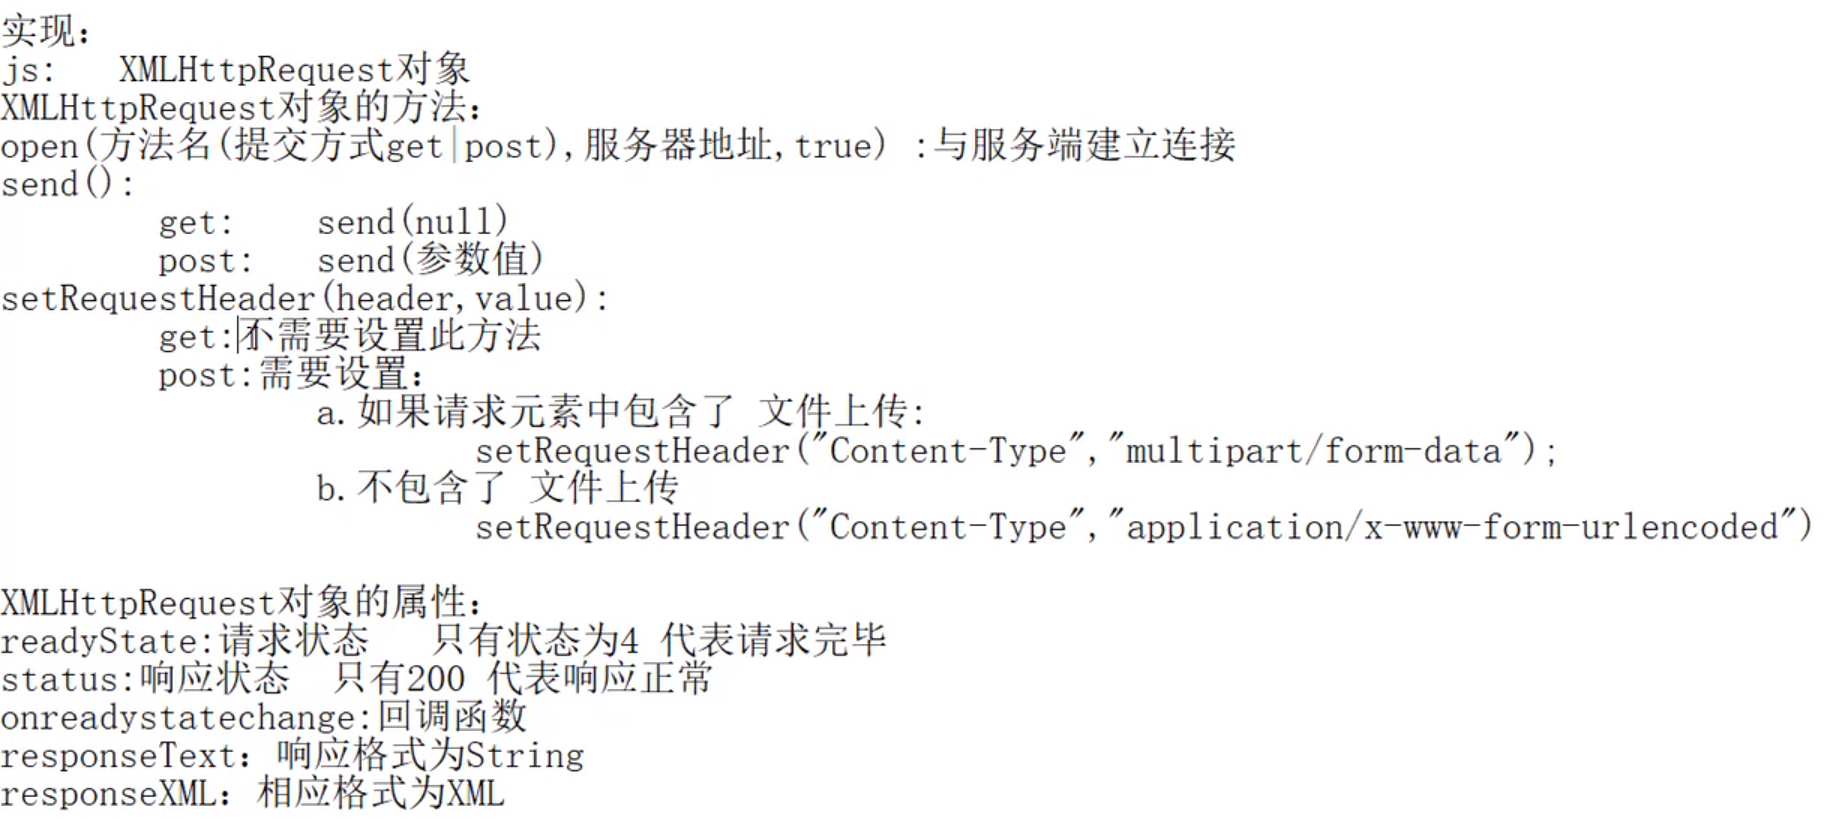 实现：
js:   XMLHttpRequest对象
XMLHttpRequest对象的方法：
open(方法名(提交方式get|post),服务器地址,true) :与服务端建立连接
send():
        get:    send(null)
        post:   send(参数值)
setRequestHeader(header,value):
        get:不需要设置此方法
        post:需要设置：
                a.如果请求元素中包含了 文件上传:
                        setRequestHeader("Content-Type","multipart/form-data");
                b.不包含了 文件上传
                        setRequestHeader("Content-Type","application/x-www-form-urlencoded")
XMLHttpRequest对象的属性：
readyState:请求状态   只有状态为4 代表请求完毕
status:响应状态  只有200 代表响应正常
onreadystatechange:回调函数
responseText：响应格式为String
responseXML：相应格式为XML